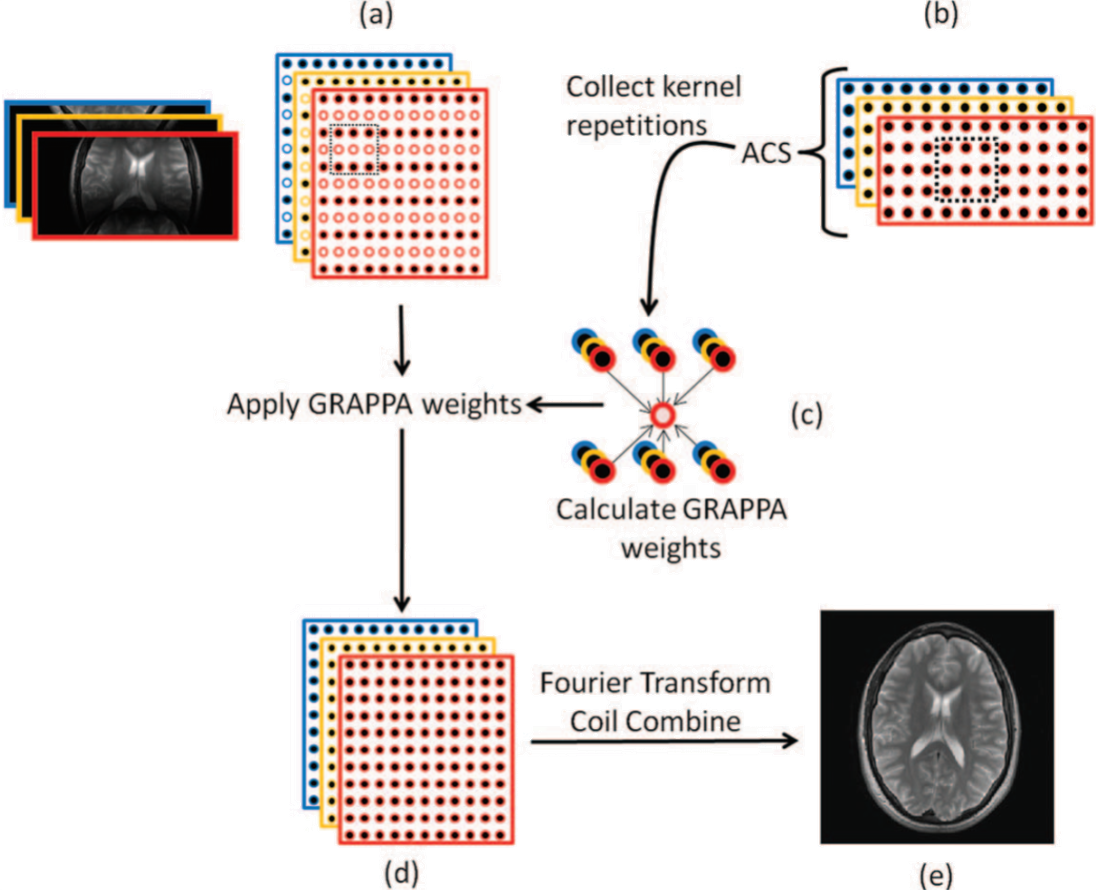 (a)
(b)
Collect kernel
repetitions
ACS
Apply GRAPPA weights
(c)
Calculate GRAPPA
weights
Fourier Transform
Coil Combine
(d)
(e)